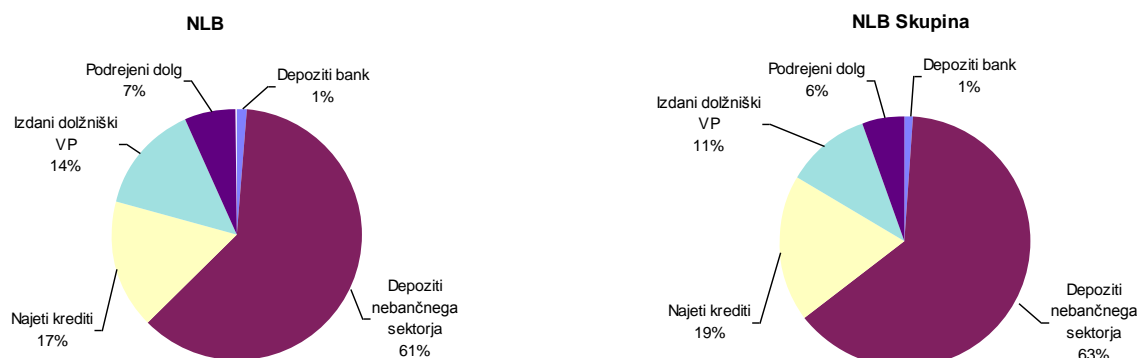 NLB
Podrejeni dolg
7%
Depoziti bank
1%
Izdani dolžniški
VP
14%
Najeti krediti
17%
Depoziti
nebančnega
sektorja
61%
NLB Skupina
Podrejeni dolg
6%
Depoziti bank
1%
Izdani dolžniški
VP
11%
Najeti krediti
19%
Depoziti
nebančnega
sektorja
63%